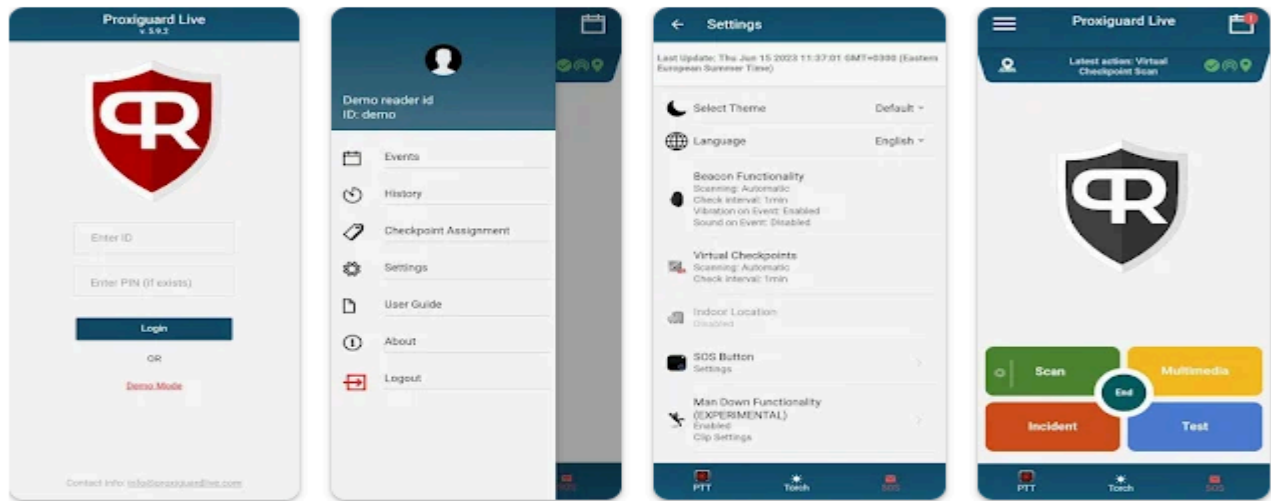 Proxiguard Live
v. 5.9.2
Enter ID
Enter PIN (if exists)
Login
OR
Demo Mode
Contact Info: info@proxiguardlive.com
Demo reader id
ID: demo
Events
History
Checkpoint Assignment
Settings
User Guide
About
Logout
SOS
Settings
Last Update: Thu Jun 15 2023 11:37:01 GMT+0300 (Eastern
European Summer Time)
Select Theme Default
Language English
Beacon Functionality
Scanning: Automatic
Check interval: 1min
Vibration on Event: Enabled
Sound on Event: Disabled
Virtual Checkpoints
Scanning: Automatic
Check interval: 1min
Indoor Location
Disabled
SOS Button
Settings
Man Down Functionality
(EXPERIMENTAL)
Enabled
Clip Settings
PTT Torch SOS
Proxiguard Live
Latest action: Virtual
Checkpoint Scan
Scan Multimedia
End
Incident Test
PTT Torch SOS